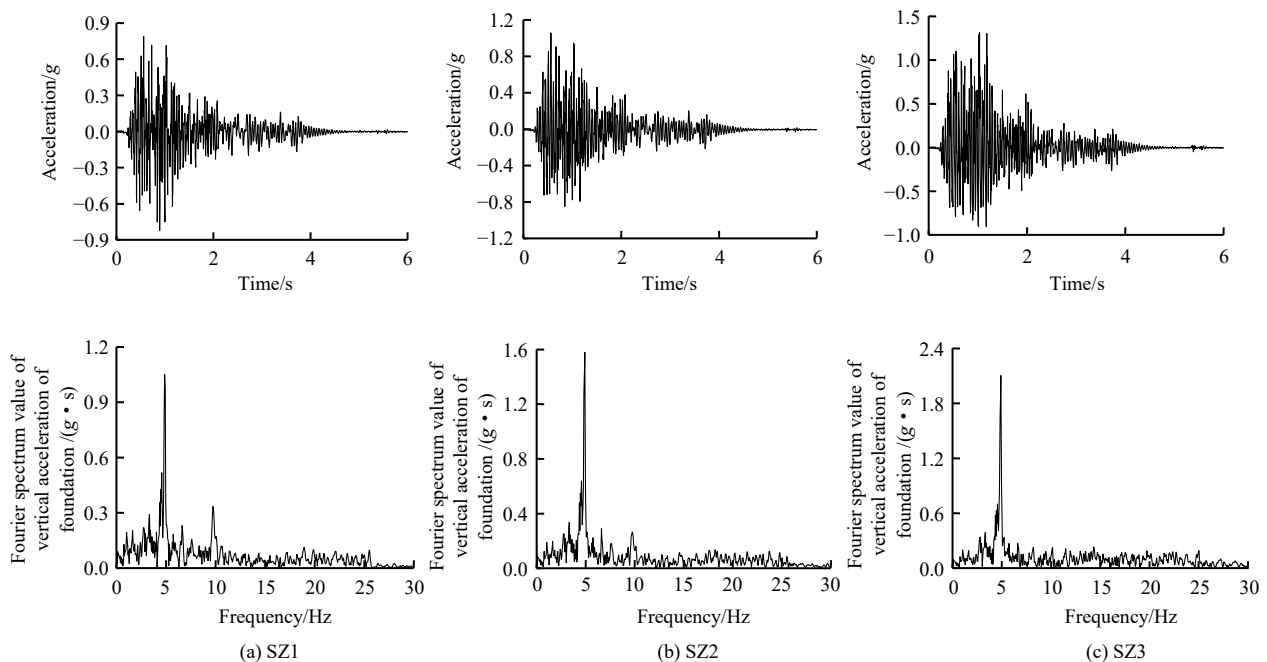 0.9
0.6
0.3
0.0
−0.3
−0.6
−0.9
Acceleration/g
0 2 4 6
Time/s
1.2
0.8
0.4
0.0
−0.4
−0.8
−1.2
Acceleration/g
0 2 4 6
Time/s
1.5
1.0
0.5
0.0
−0.5
−1.0
Acceleration/g
0 2 4 6
Time/s
Fourier spectrum value of
vertical acceleration of
foundation /(g • s)
1.2
0.9
0.6
0.3
0.0
0 5 10 15 20 25 30
Frequency/Hz
(a) SZ1
Fourier spectrum value of
vertical acceleration of
foundation /(g • s)
1.6
1.2
0.8
0.4
0.0
0 5 10 15 20 25 30
Frequency/Hz
(b) SZ2
Fourier spectrum value of
vertical acceleration of
foundation /(g • s)
2.4
1.8
1.2
0.6
0.0
0 5 10 15 20 25 30
Frequency/Hz
(c) SZ3